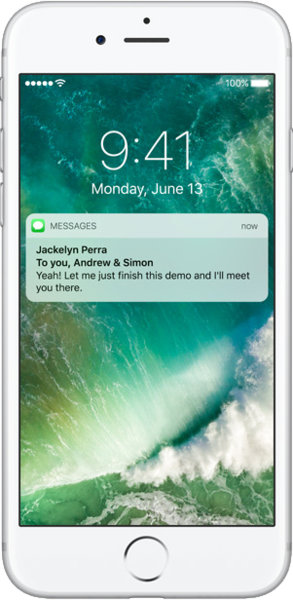 100%
9:41
Monday, June 13
MESSAGES now
Jackelyn Perra
To you, Andrew & Simon
Yeah! Let me just finish this demo and I'll meet
you there.